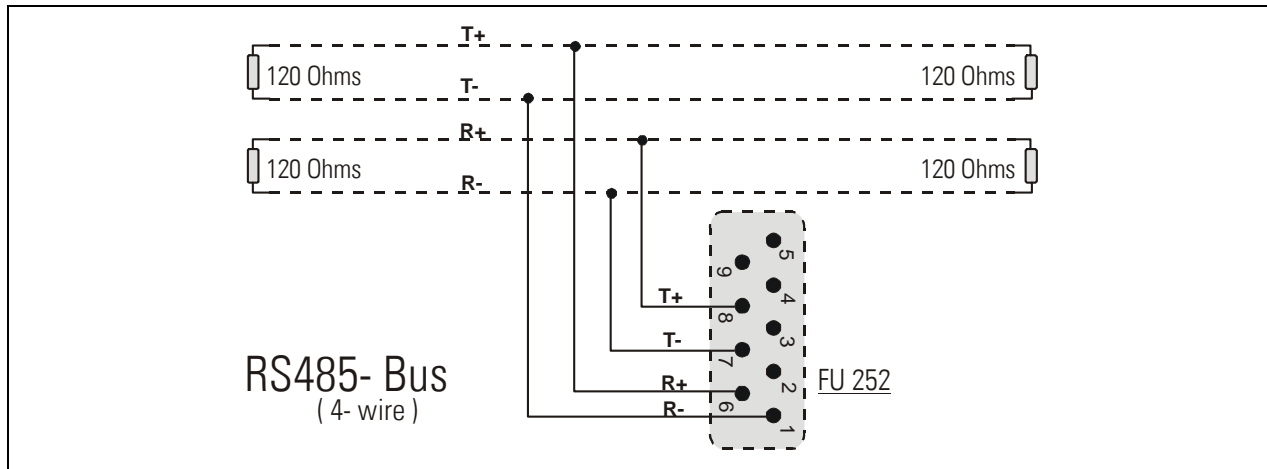 T+
120 Ohms 120 Ohms
T-
R+
120 Ohms 120 Ohms
R-
5
9
4
T+
8
3
T-
7
RS485- Bus
2
FU 252
R+
( 4- wire )
6
R-
1